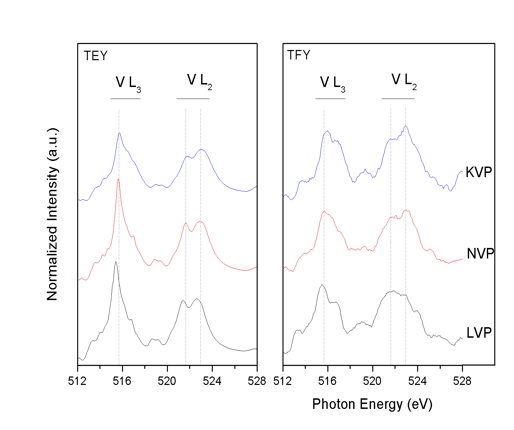 TEY
V L3
V L2
TFY
V L3
V L2
Normalized Intensity (a.u.)
KVP
NVP
LVP
512 516 520 524 528
512 516 520 524 528
Photon Energy (eV)